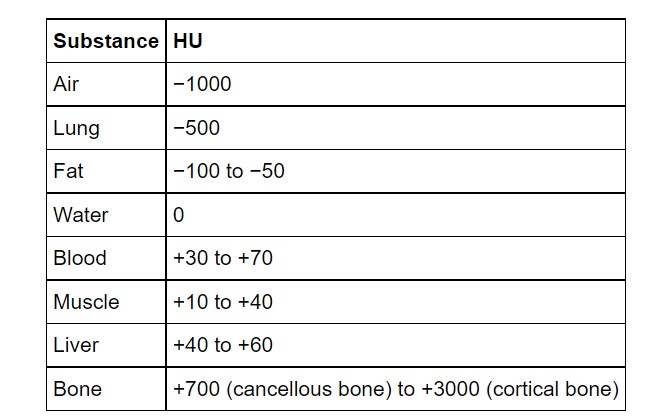 Substance HU
Air −1000
Lung −500
Fat −100 to −50
Water 0
Blood +30 to +70
Muscle +10 to +40
Liver +40 to +60
Bone +700 (cancellous bone) to +3000 (cortical bone)